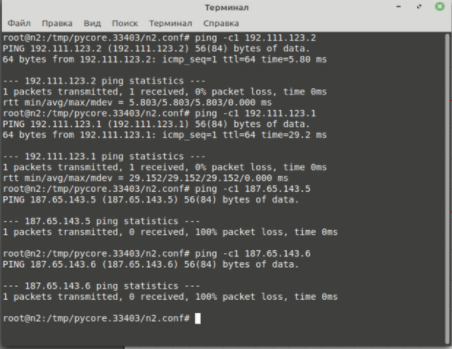 Терминал
Файл Правка Вид Поиск Терминал Справка
root@n2:/tmp/pycore.33403/n2.conf# ping -c1 192.111.123.2
PING 192.111.123.2 (192.111.123.2) 56(84) bytes of data.
64 bytes from 192.111.123.2: icmp_seq=1 ttl=64 time=5.80 ms
--- 192.111.123.2 ping statistics ---
1 packets transmitted, 1 received, 0% packet loss, time 0ms
rtt min/avg/max/mdev = 5.803/5.803/5.803/0.000 ms
root@n2:/tmp/pycore.33403/n2.conf# ping -c1 192.111.123.1
PING 192.111.123.1 (192.111.123.1) 56(84) bytes of data.
64 bytes from 192.111.123.1: icmp_seq=1 ttl=64 time=29.2 ms
--- 192.111.123.1 ping statistics ---
1 packets transmitted, 1 received, 0% packet loss, time 0ms
rtt min/avg/max/mdev = 29.152/29.152/29.152/0.000 ms
root@n2:/tmp/pycore.33403/n2.conf# ping -c1 187.65.143.5
PING 187.65.143.5 (187.65.143.5) 56(84) bytes of data.
--- 187.65.143.5 ping statistics ---
1 packets transmitted, 0 received, 100% packet loss, time 0ms
root@n2:/tmp/pycore.33403/n2.conf# ping -c1 187.65.143.6
PING 187.65.143.6 (187.65.143.6) 56(84) bytes of data.
--- 187.65.143.6 ping statistics ---
1 packets transmitted, 0 received, 100% packet loss, time 0ms
root@n2:/tmp/pycore.33403/n2.conf#